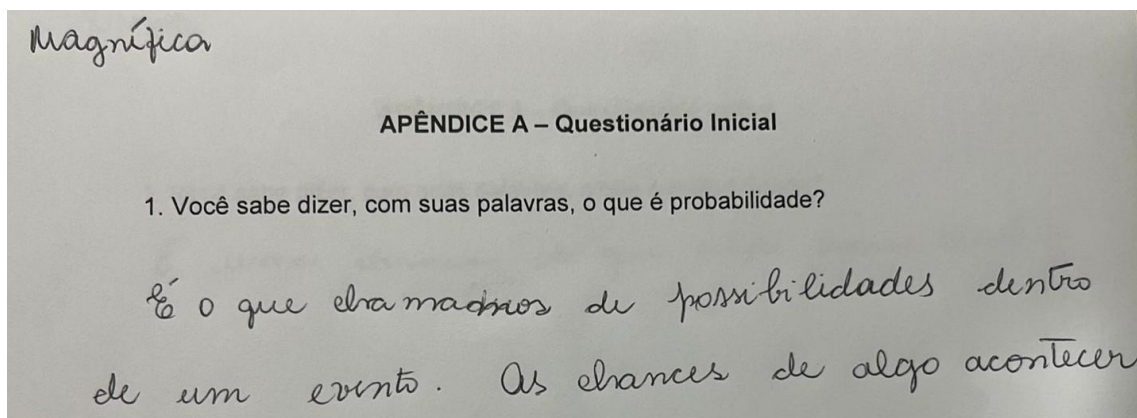 Magnífica
APÊNDICE A – Questionário Inicial
1. Você sabe dizer, com suas palavras, o que é probabilidade?
É o que chamamos de possibilidades dentro
de um evento. As chances de algo acontecer